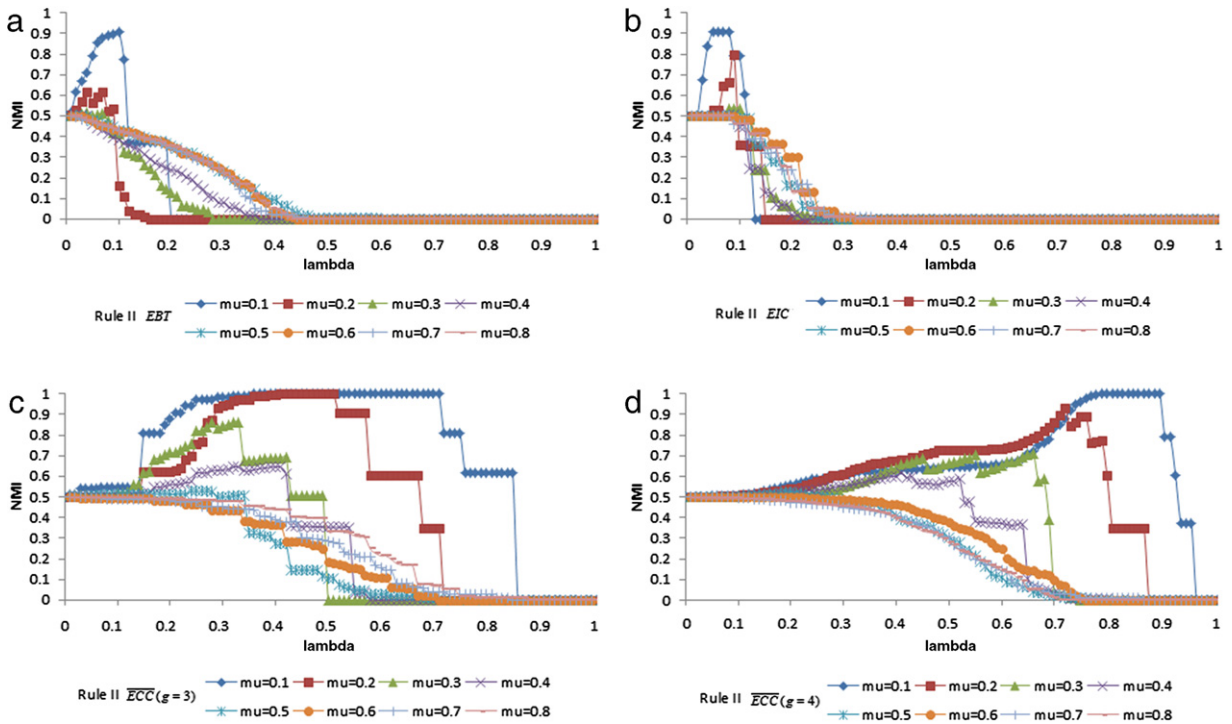 a
1
0.9
0.8
0.7
0.6
0.5
0.4
0.3
0.2
0.1
0
NMI
0 0.1 0.2 0.3 0.4 0.5 0.6 0.7 0.8 0.9 1
lambda
Rule II EBT
mu=0.1 mu=0.2 mu=0.3 mu=0.4
mu=0.5 mu=0.6 mu=0.7 mu=0.8
b
1
0.9
0.8
0.7
0.6
0.5
0.4
0.3
0.2
0.1
0
NMI
0 0.1 0.2 0.3 0.4 0.5 0.6 0.7 0.8 0.9 1
lambda
Rule II EIC
mu=0.1 mu=0.2 mu=0.3 mu=0.4
mu=0.5 mu=0.6 mu=0.7 mu=0.8
c
1
0.9
0.8
0.7
0.6
0.5
0.4
0.3
0.2
0.1
0
NMI
0 0.1 0.2 0.3 0.4 0.5 0.6 0.7 0.8 0.9 1
lambda
Rule II E̅C̅C̅(g = 3)
mu=0.1 mu=0.2 mu=0.3 mu=0.4
mu=0.5 mu=0.6 mu=0.7 mu=0.8
d
1
0.9
0.8
0.7
0.6
0.5
0.4
0.3
0.2
0.1
0
NMI
0 0.1 0.2 0.3 0.4 0.5 0.6 0.7 0.8 0.9 1
lambda
Rule II E̅C̅C̅(g = 4)
mu=0.1 mu=0.2 mu=0.3 mu=0.4
mu=0.5 mu=0.6 mu=0.7 mu=0.8